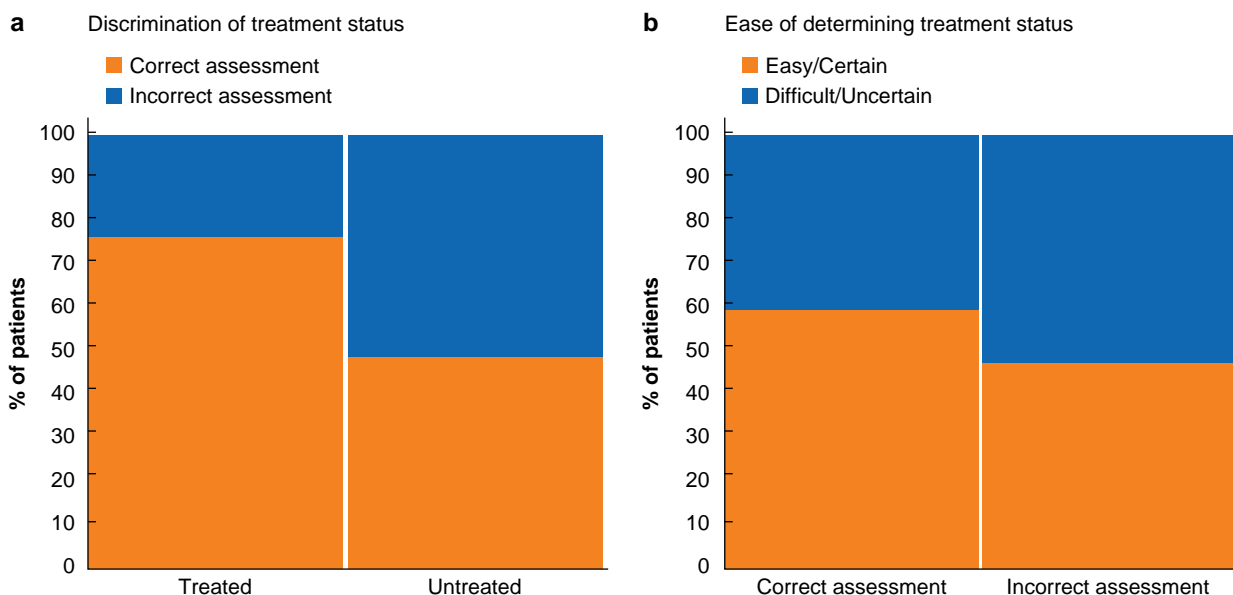 a Discrimination of treatment status
Correct assessment
Incorrect assessment
100
90
80
70
60
50
40
30
20
10
0
% of patients
Treated Untreated
b Ease of determining treatment status
Easy/Certain
Difficult/Uncertain
100
90
80
70
60
50
40
30
20
10
0
% of patients
Correct assessment Incorrect assessment